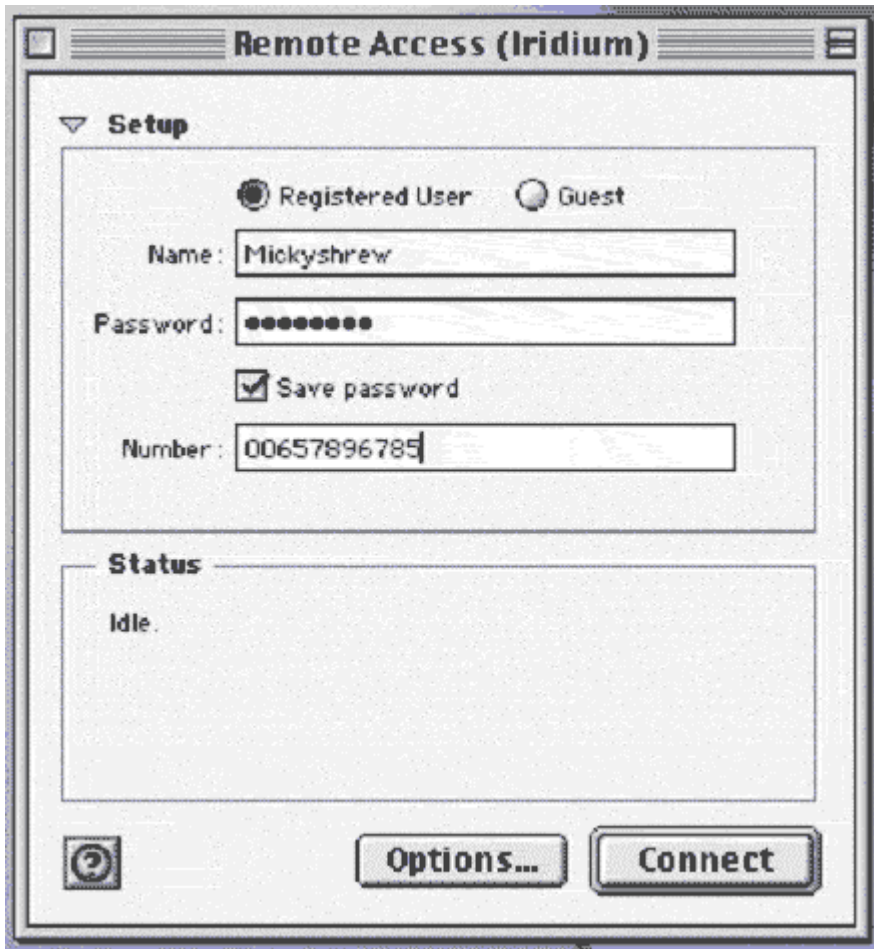 Remote Access (Iridium)
Setup
Registered User Guest
Name: Mickyshrew
Password: ••••••••
Save password
Number: 00657896785
Status
Idle.
?
Options... Connect